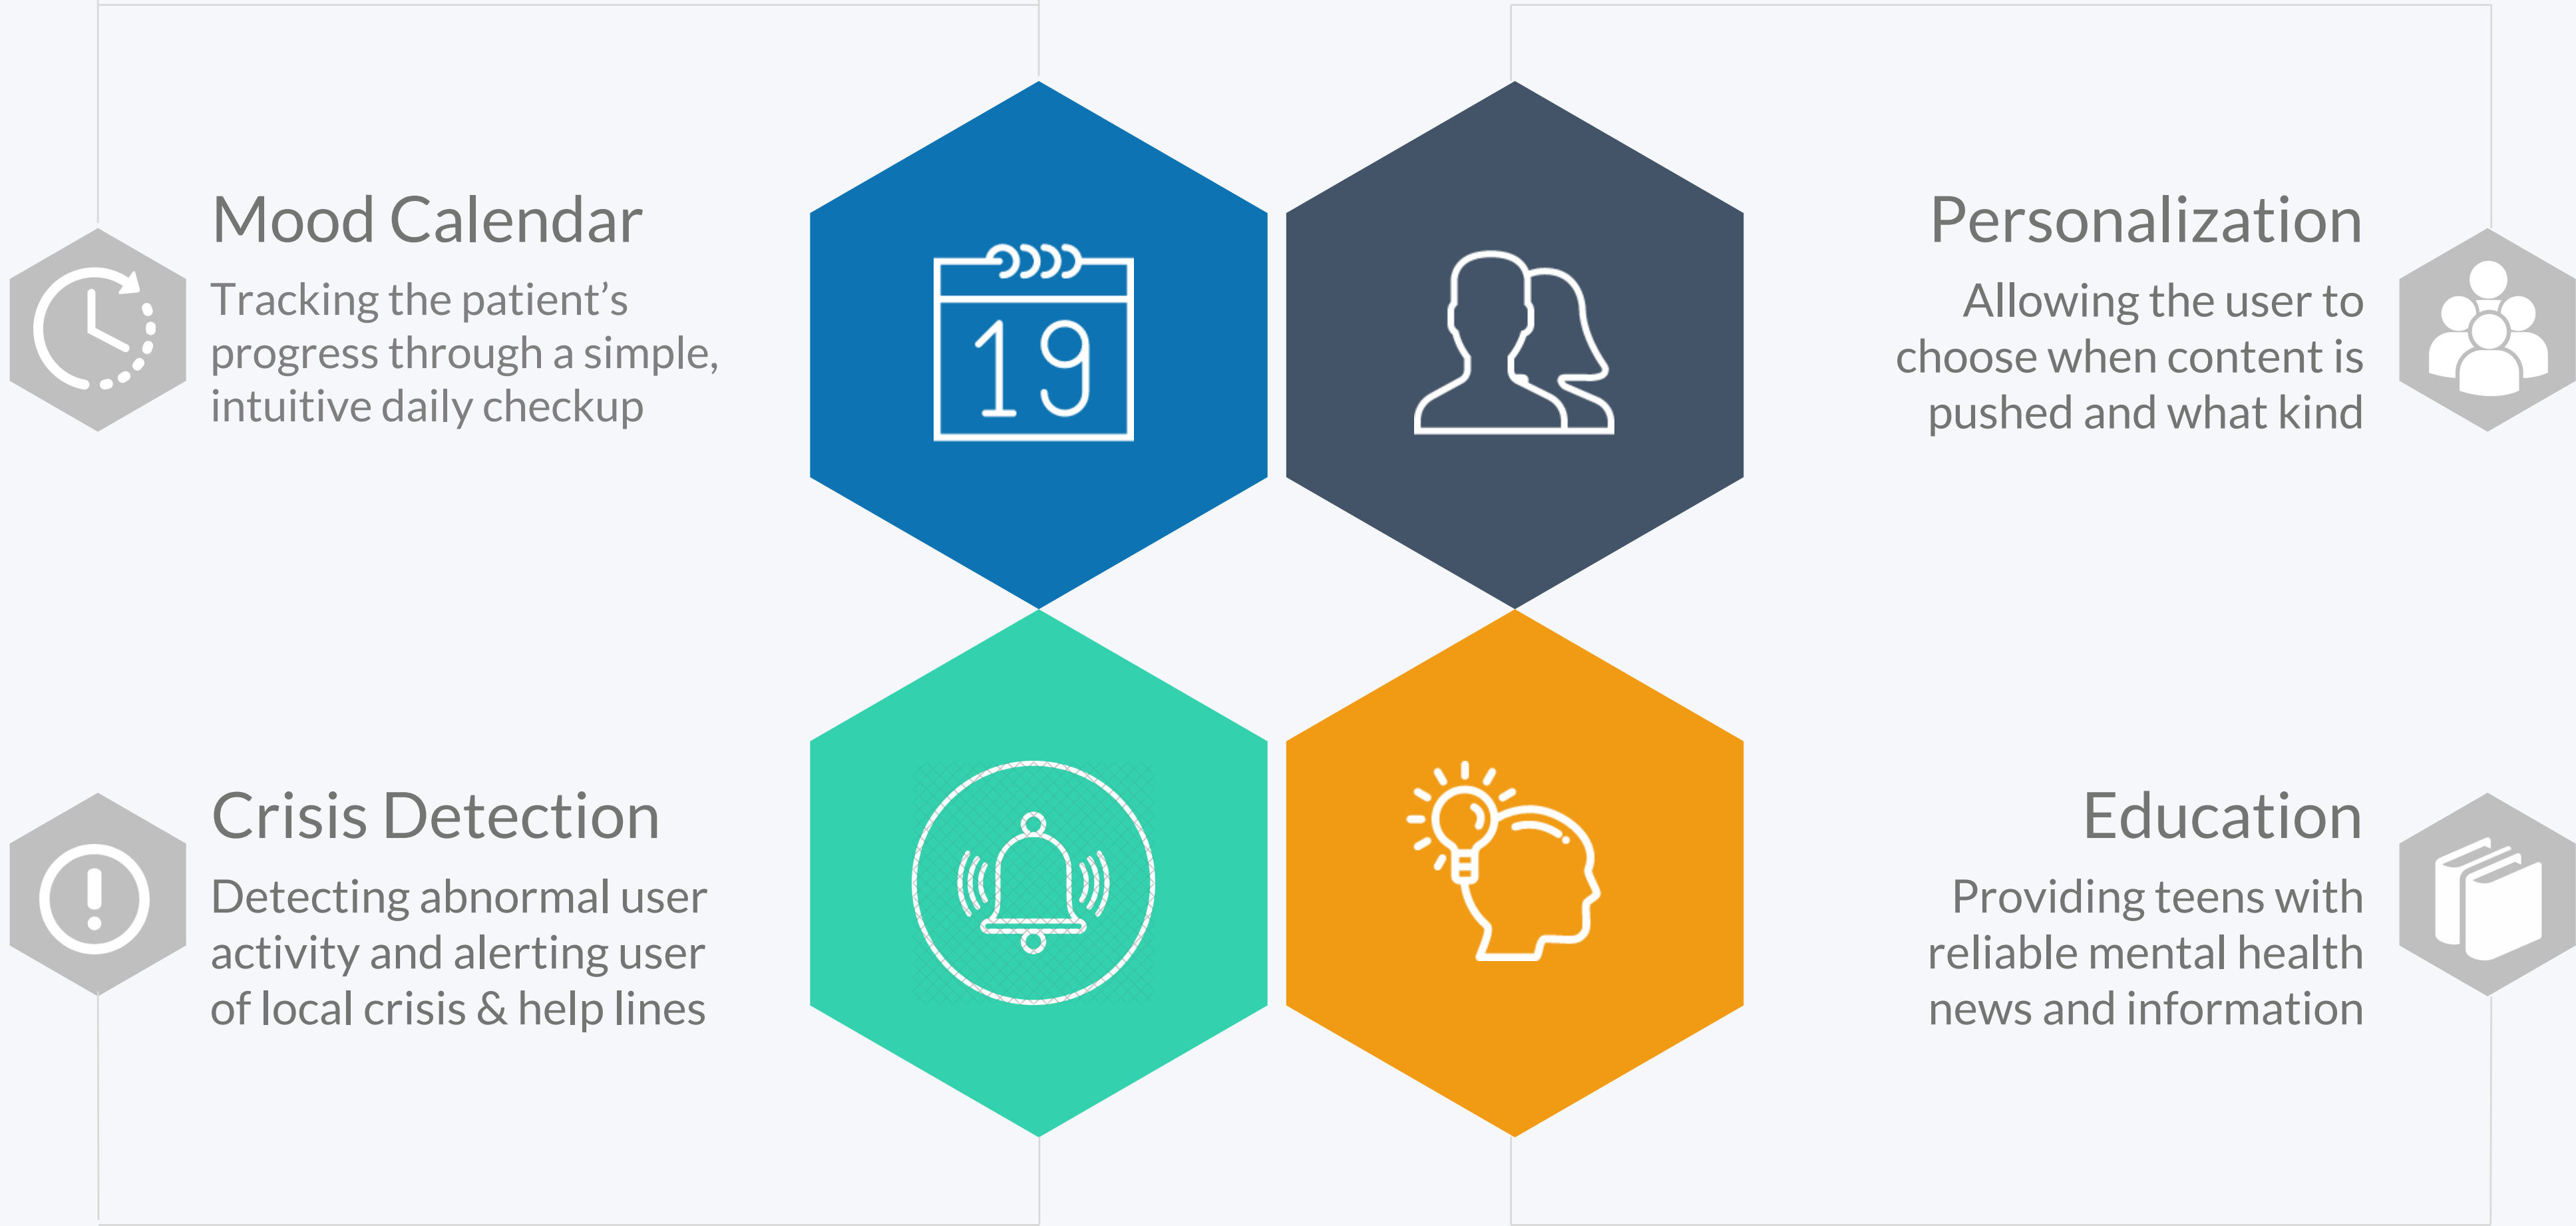 Mood Calendar
Tracking the patient’s
progress through a simple,
intuitive daily checkup
19
Personalization
Allowing the user to
choose when content is
pushed and what kind
Crisis Detection
Detecting abnormal user
activity and alerting user
of local crisis & help lines
Education
Providing teens with
reliable mental health
news and information